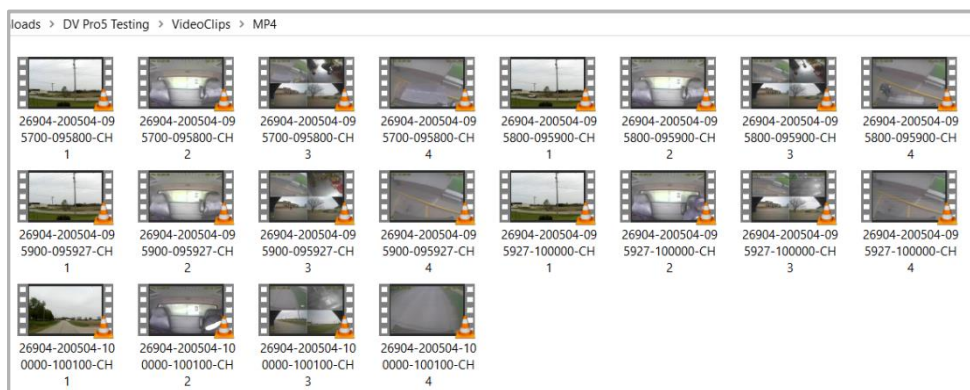 loads > DV Pro5 Testing > VideoClips > MP4
26904-200504-09 26904-200504-09 26904-200504-09 26904-200504-09 26904-200504-09 26904-200504-09 26904-200504-09 26904-200504-09
5700-095800-CH 5700-095800-CH 5700-095800-CH 5700-095800-CH 5800-095900-CH 5800-095900-CH 5800-095900-CH 5800-095900-CH
1 2 3 4 1 2 3 4
26904-200504-09 26904-200504-09 26904-200504-09 26904-200504-09 26904-200504-09 26904-200504-09 26904-200504-09 26904-200504-09
5900-095927-CH 5900-095927-CH 5900-095927-CH 5900-095927-CH 5927-100000-CH 5927-100000-CH 5927-100000-CH 5927-100000-CH
1 2 3 4 1 2 3 4
26904-200504-10 26904-200504-10 26904-200504-10 26904-200504-10
0000-100100-CH 0000-100100-CH 0000-100100-CH 0000-100100-CH
1 2 3 4